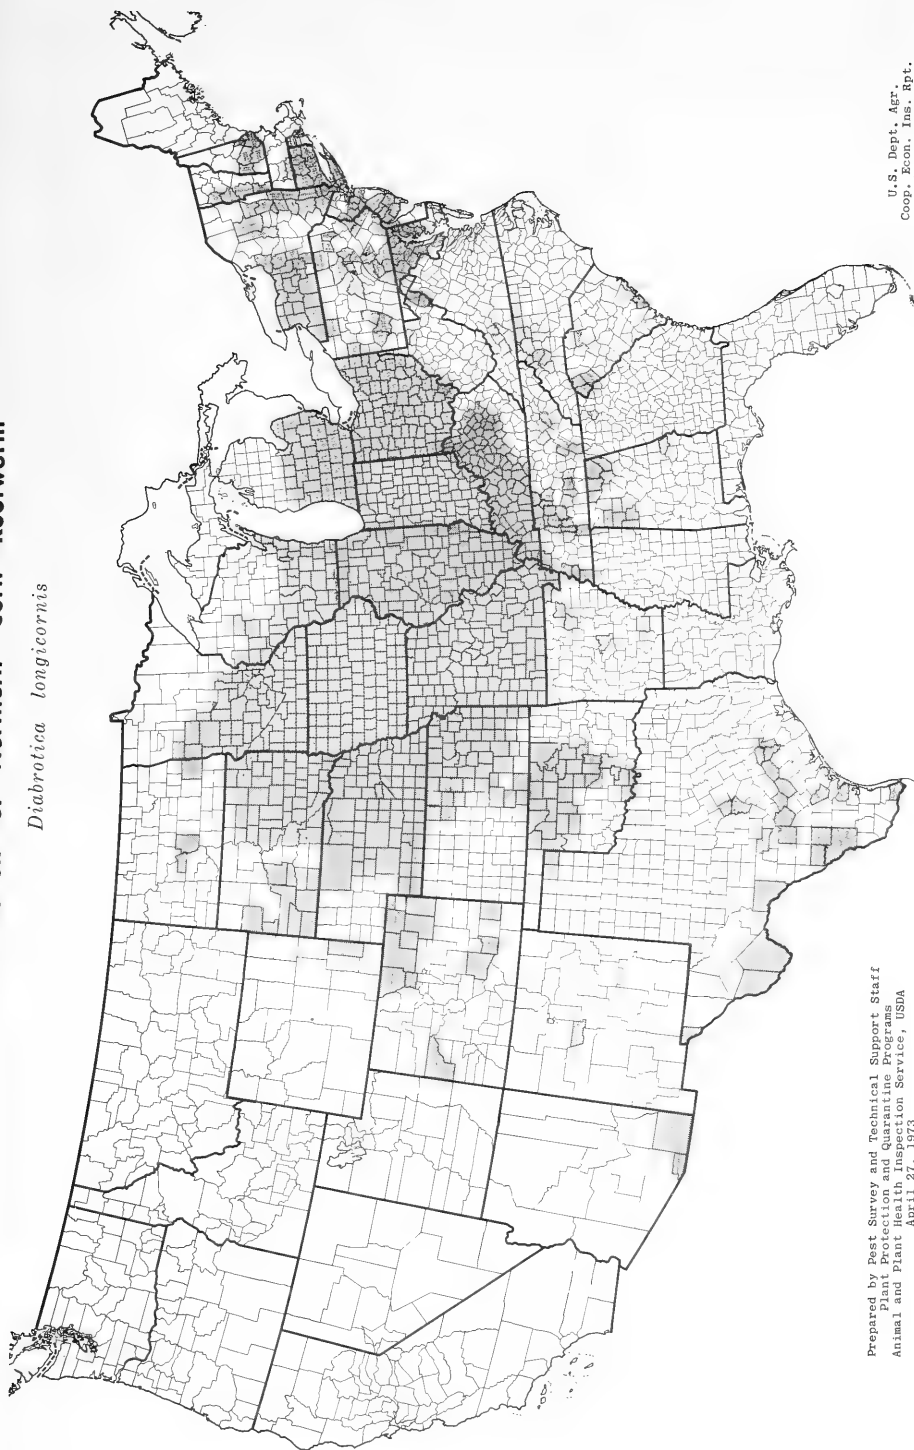 Diabrotica longicornis
U.S. Dept. Agr.
Coop. Econ. Ins. Rpt.
Prepared by Pest Survey and Technical Support Staff
Plant Protection and Quarantine Programs
Animal and Plant Health Inspection Service, USDA
April 27, 1973